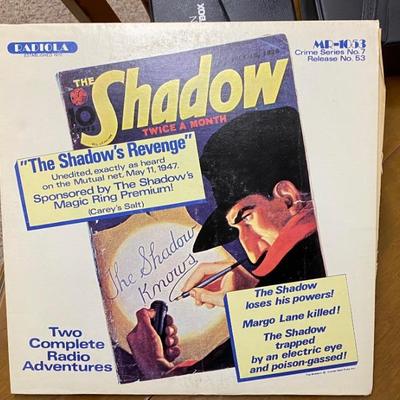 RADIOLA
MR-1053
Crime Series No. 7
Release No. 53
THE
Shadow
10
TWICE A MONTH
"The Shadow's Revenge"
Unedited, exactly as heard
on the Mutual net, May 11, 1947.
Sponsored by The Shadow's
Magic Ring Premium!
(Carey's Salt)
The Shadow
Knows
The Shadow
loses his powers!
Margo Lane killed!
The Shadow
trapped
by an electric eye
and poison-gassed!
Two
Complete
Radio
Adventures